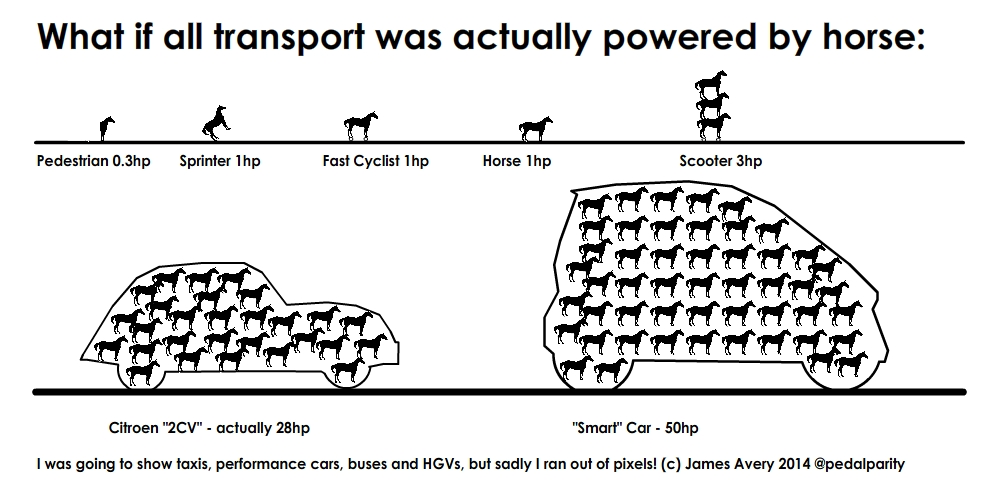 What if all transport was actually powered by horse:
Pedestrian 0.3hp
Sprinter 1hp
Fast Cyclist 1hp
Horse 1hp
Scooter 3hp
Citroen "2CV" - actually 28hp
"Smart" Car - 50hp
I was going to show taxis, performance cars, buses and HGVs, but sadly I ran out of pixels! (c) James Avery 2014 @pedalparity